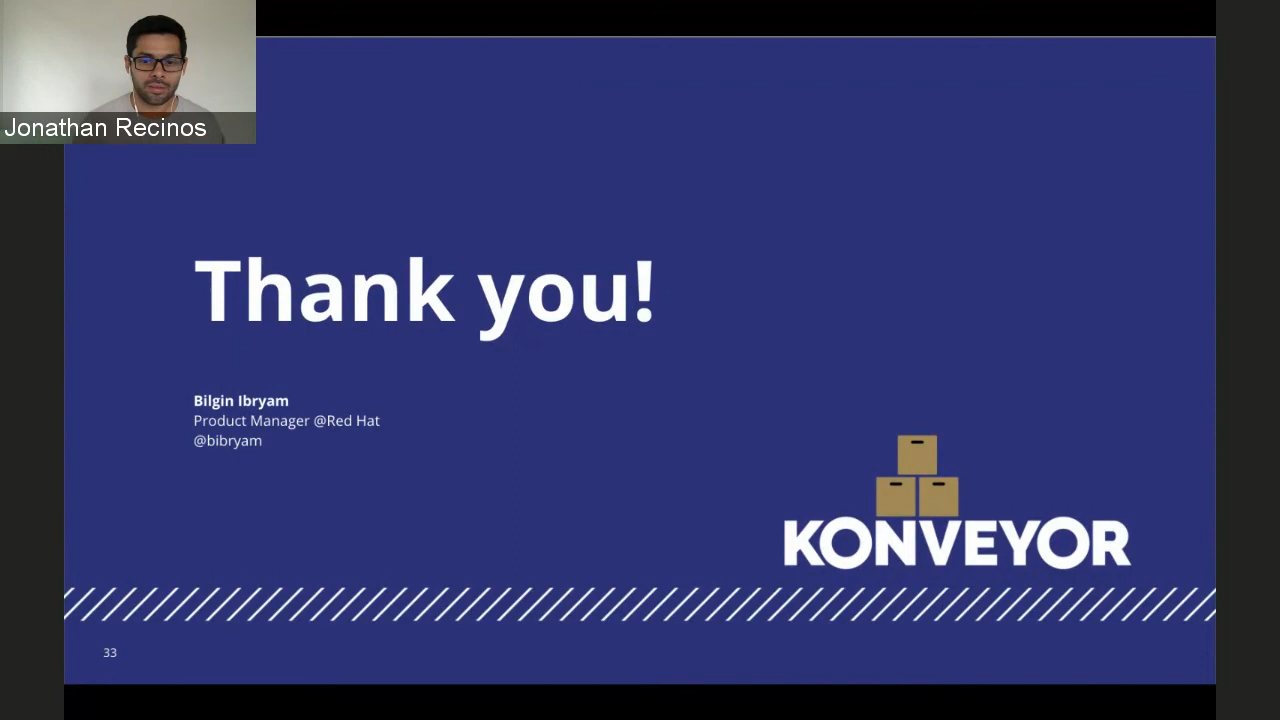 Jonathan Recinos
Thank you!
Bilgin Ibryam
Product Manager @Red Hat
@bibryam
KONVEYOR
33